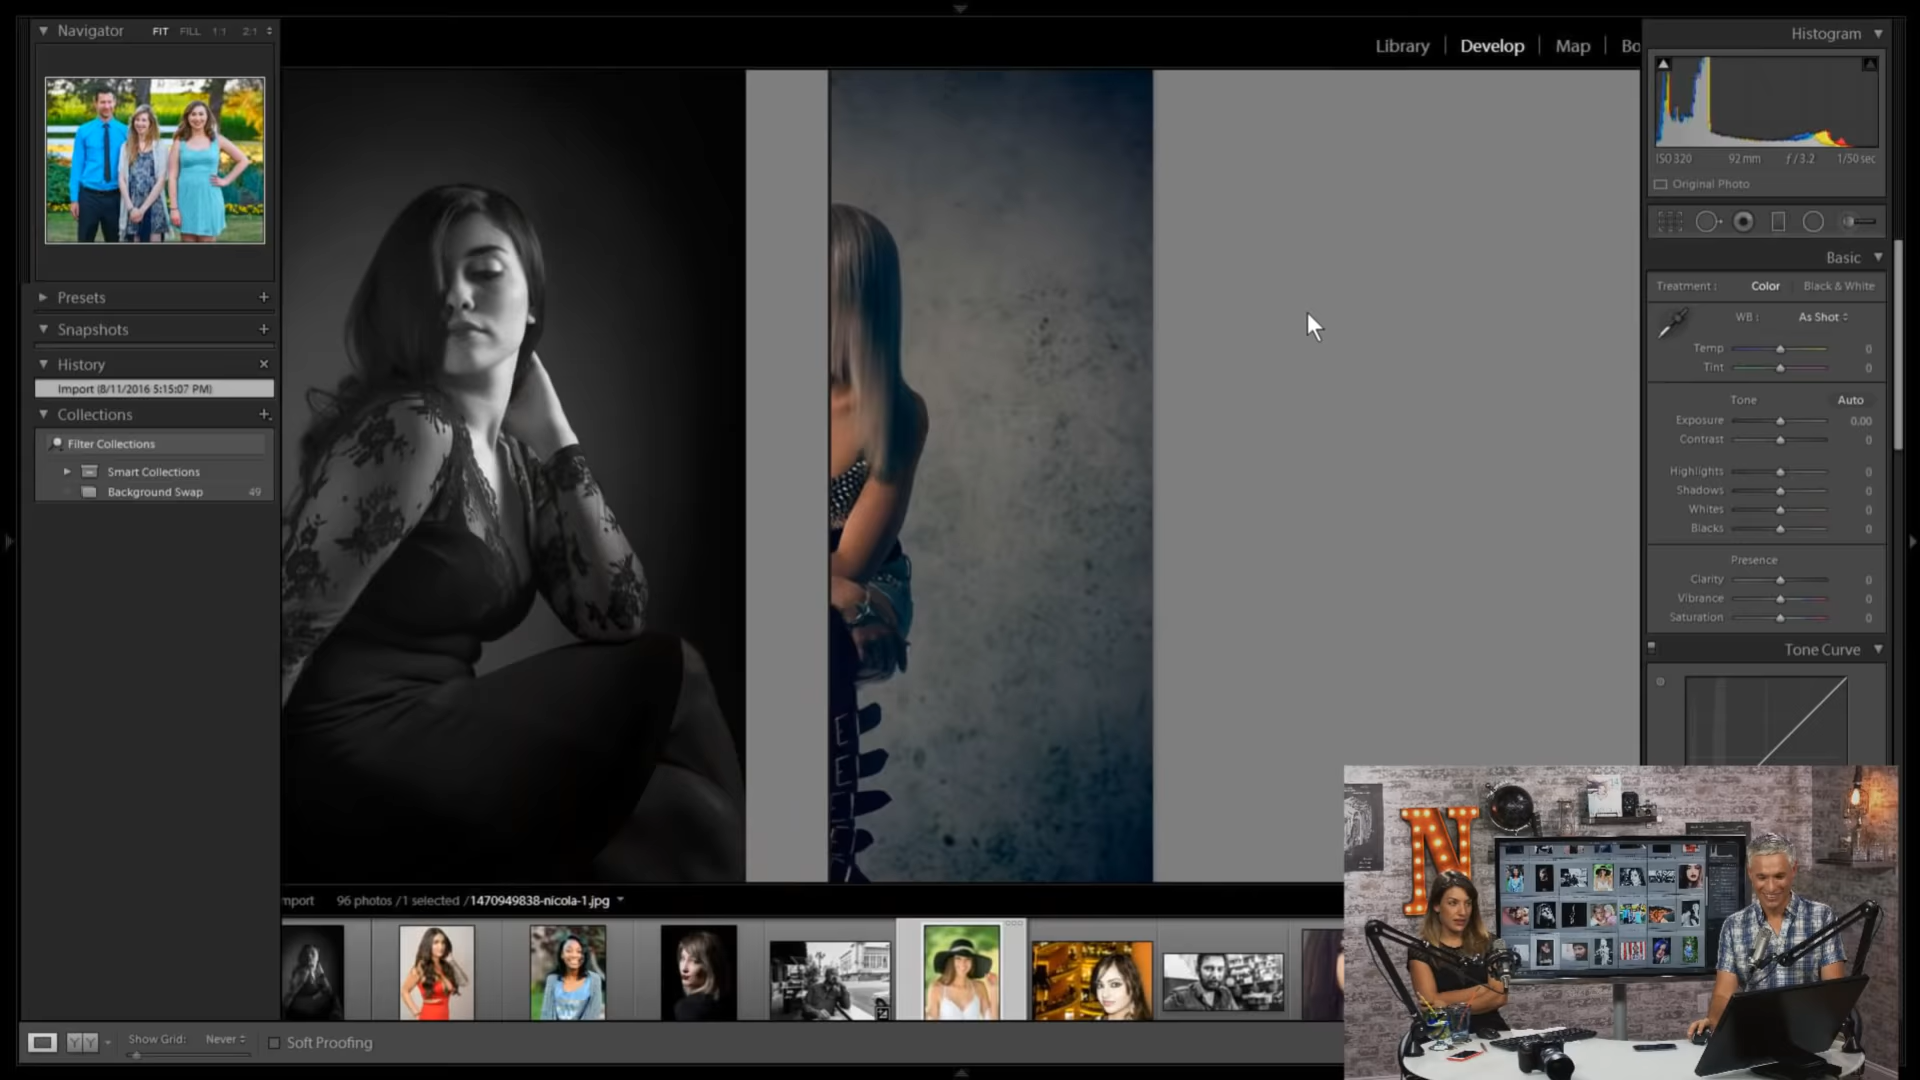 Navigator FIT FILL 1:1 2:1
Library Develop Map Bo
Histogram
ISO 320 92 mm ƒ / 3.2 1/50 sec
Original Photo
Presets +
Snapshots +
History ×
Import (8/11/2016 5:15:07 PM)
Collections +
Filter Collections
Smart Collections
Background Swap 49
Basic
Treatment : Color Black & White
WB : As Shot
Temp 0
Tint 0
Tone Auto
Exposure 0.00
Contrast 0
Highlights 0
Shadows 0
Whites 0
Blacks 0
Presence
Clarity 0
Vibrance 0
Saturation 0
Tone Curve
N
mport 96 photos / 1 selected / 1470949838-nicola-1.jpg
Y Y Show Grid: Never Soft Proofing